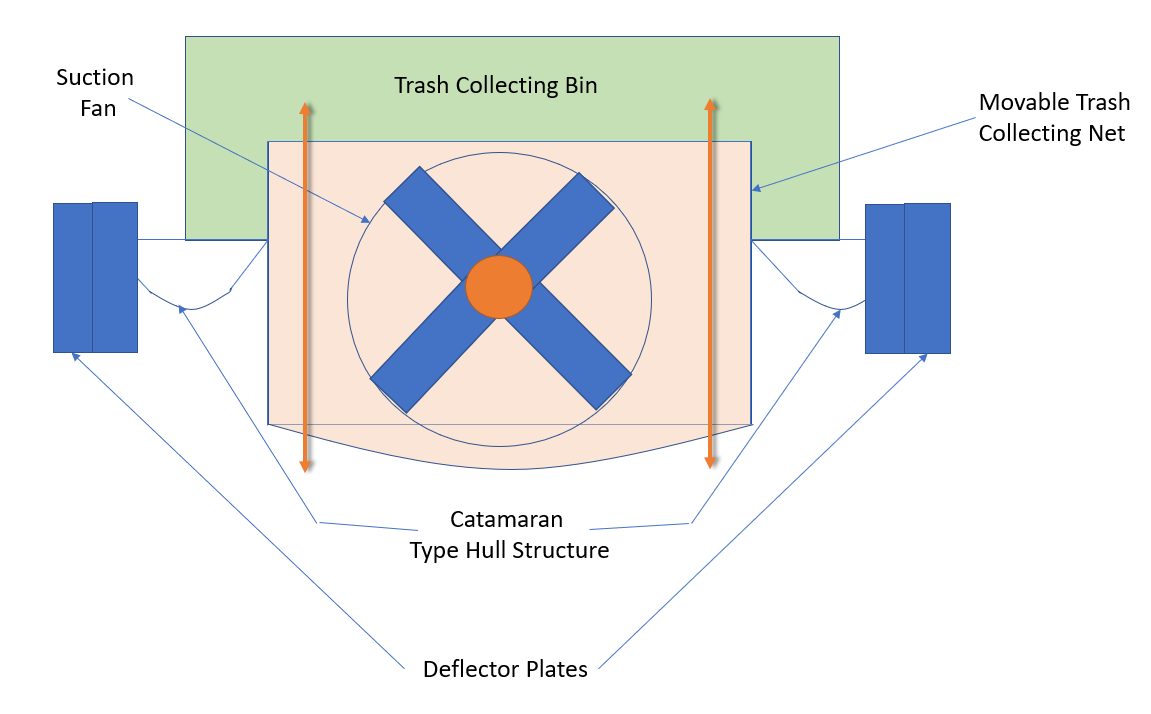 Suction
Fan
Trash Collecting Bin
Movable Trash
Collecting Net
Catamaran
Type Hull Structure
Deflector Plates